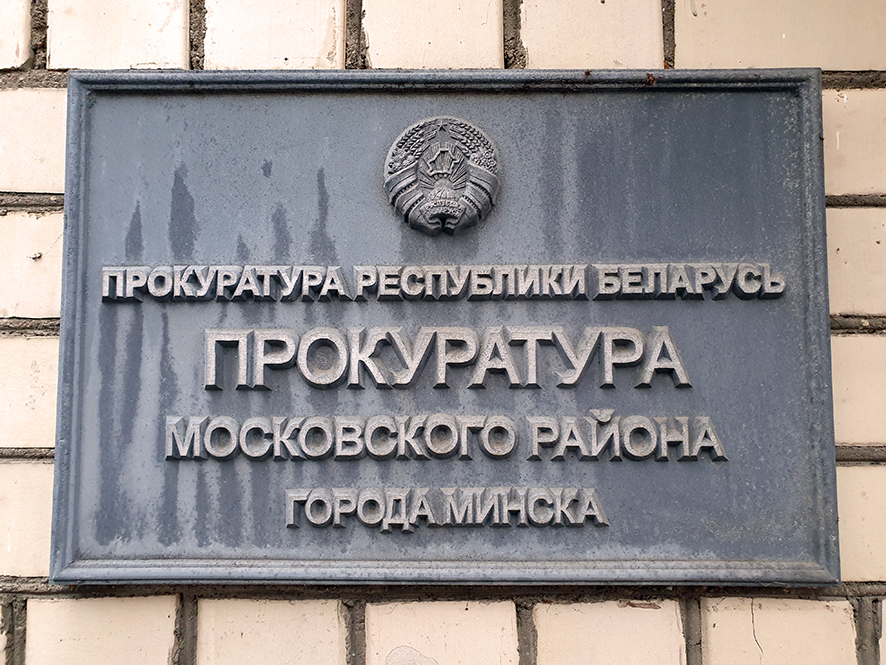 ПРОКУРАТУРА РЕСПУБЛИКИ БЕЛАРУСЬ
ПРОКУРАТУРА
МОСКОВСКОГО РАЙОНА
ГОРОДА МИНСКА